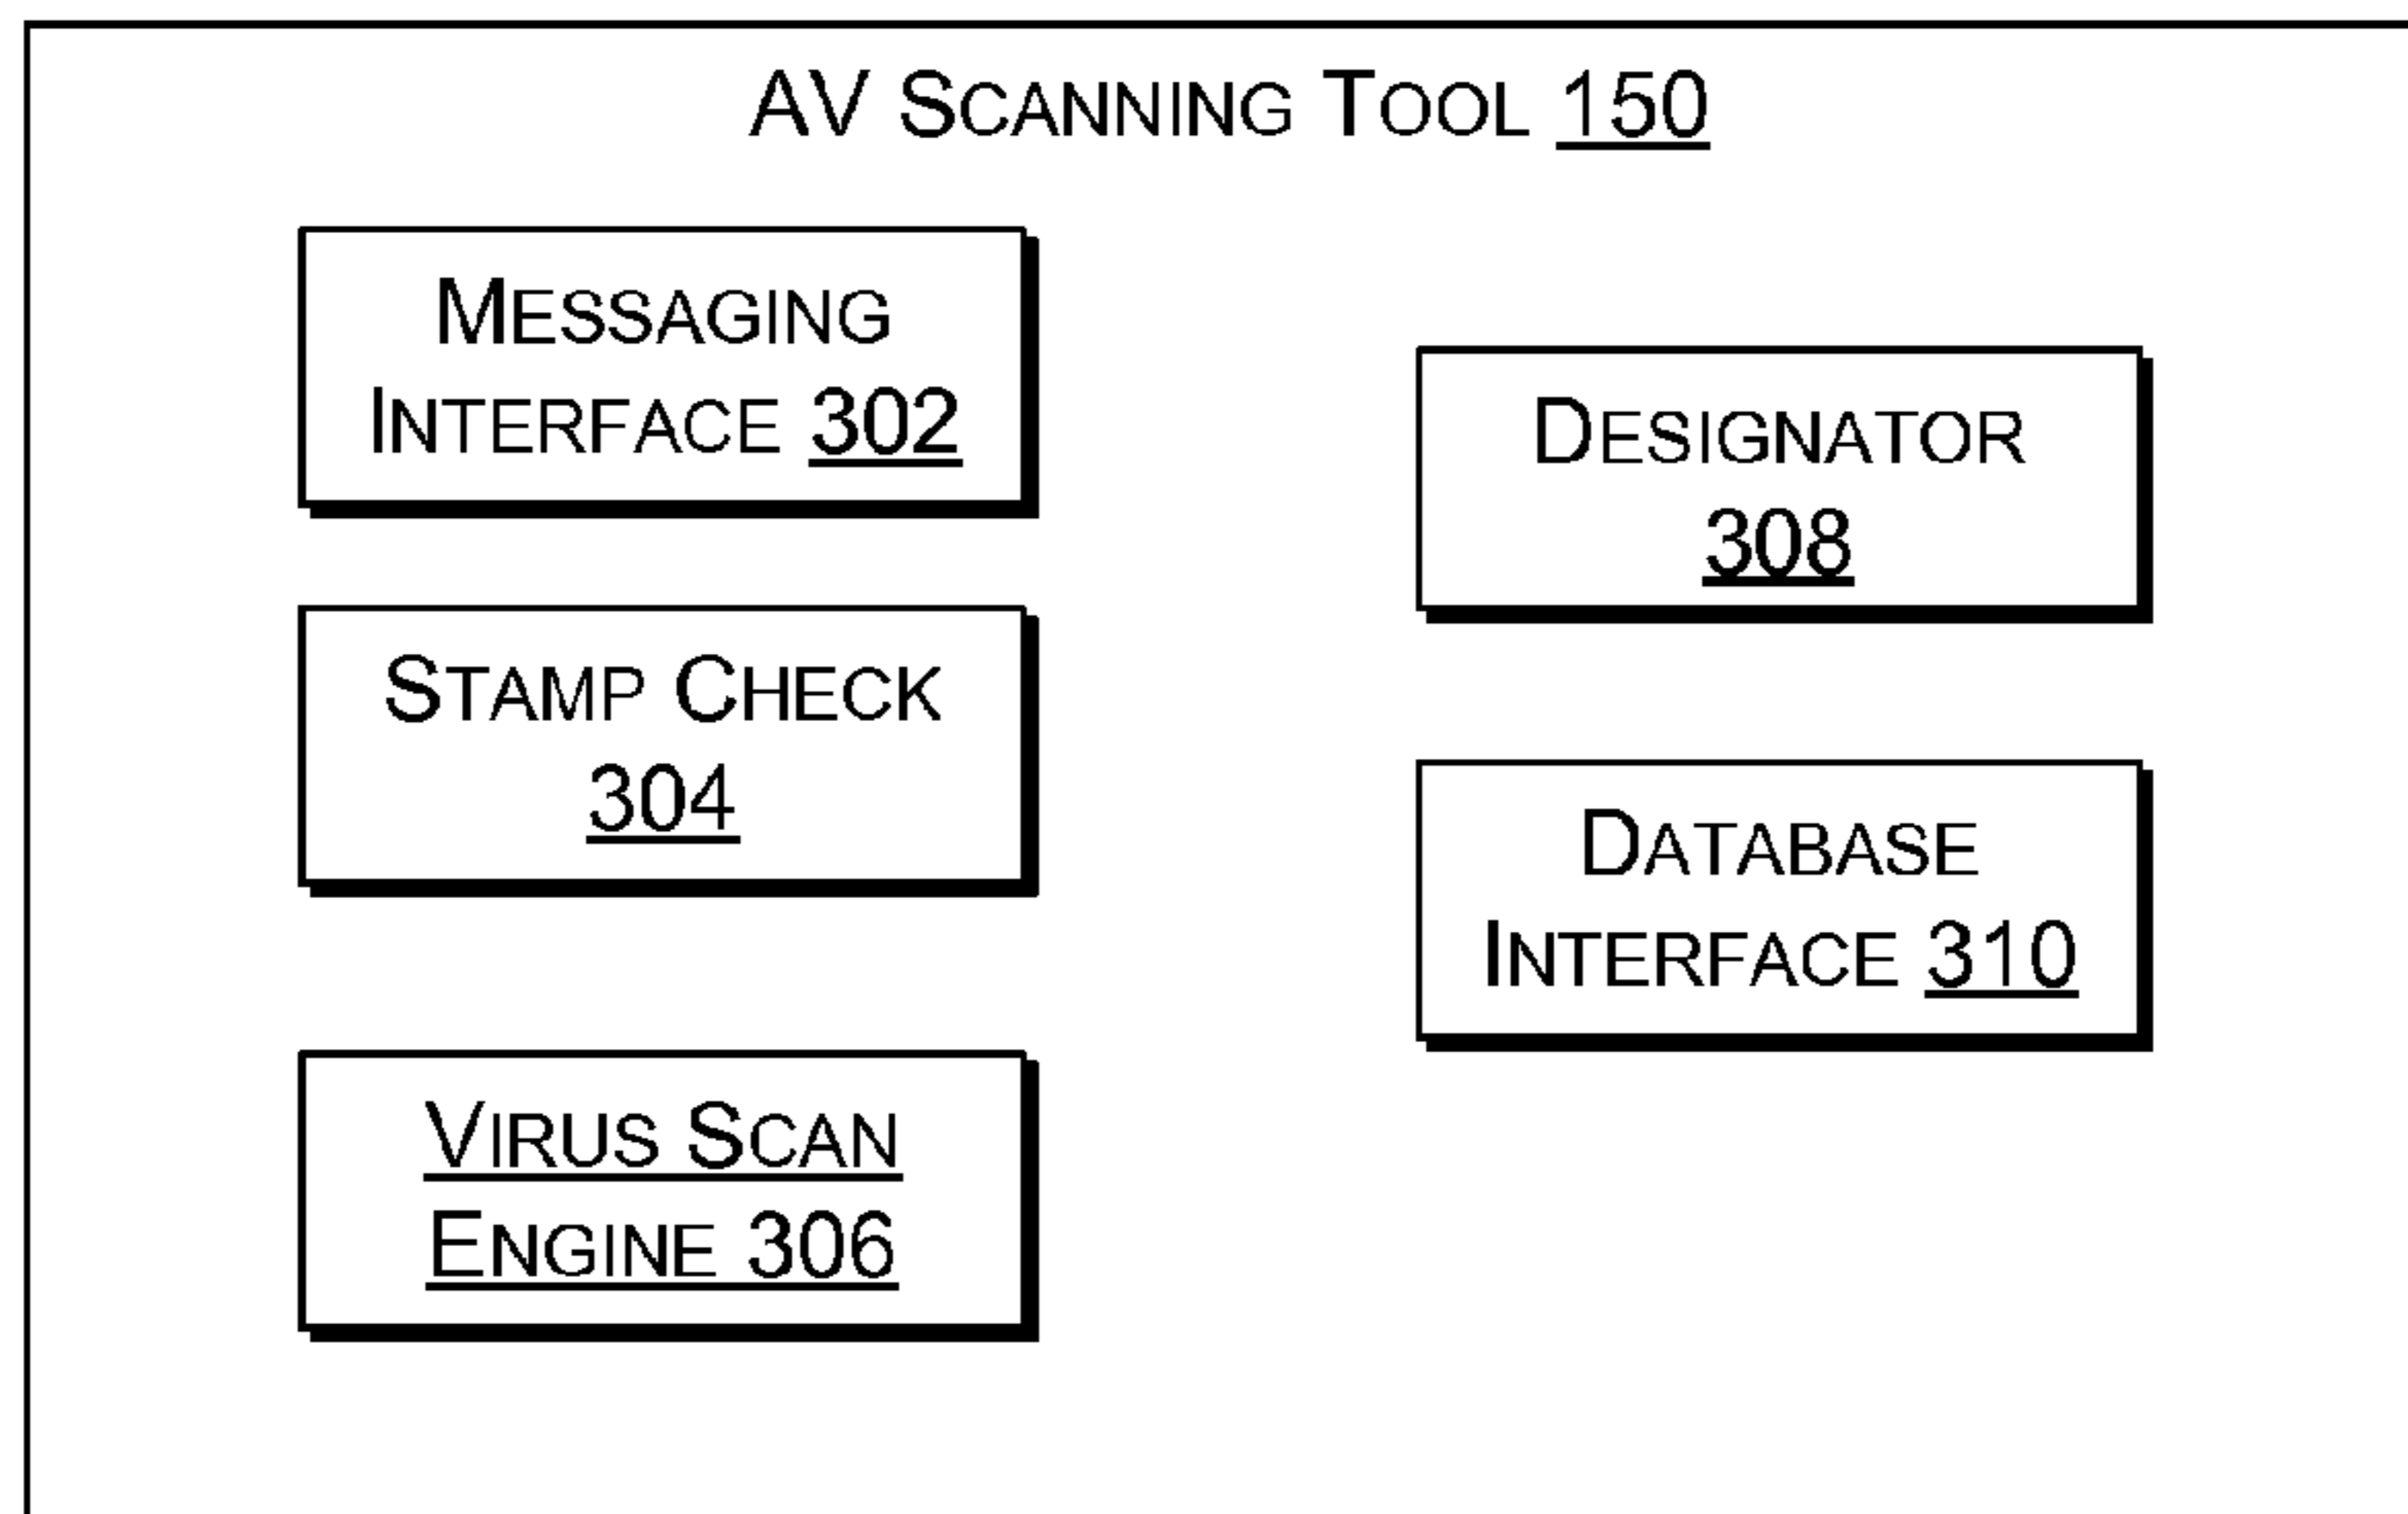 AV SCANNING TOOL 150
MESSAGING
INTERFACE 302
STAMP CHECK
304
VIRUS SCAN
ENGINE 306
DESIGNATOR
308
DATABASE
INTERFACE 310